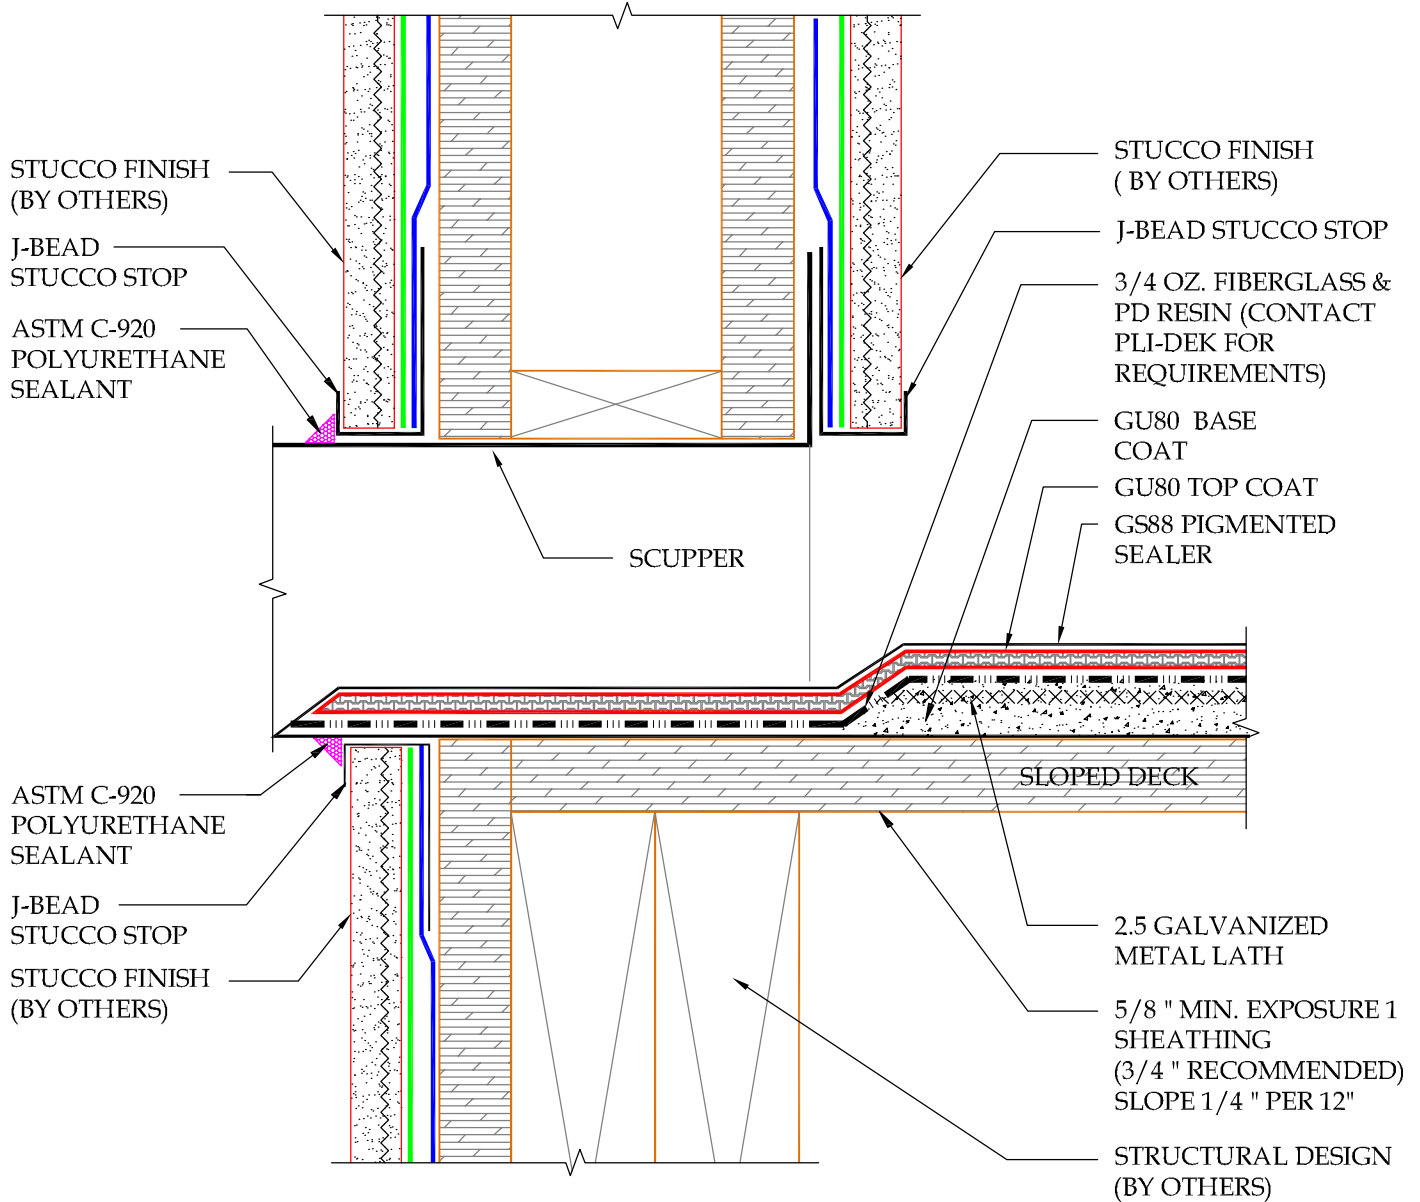 STUCCO FINISH
(BY OTHERS)
J-BEAD
STUCCO STOP
ASTM C-920
POLYURETHANE
SEALANT
STUCCO FINISH
( BY OTHERS)
J-BEAD STUCCO STOP
3/4 OZ. FIBERGLASS &
PD RESIN (CONTACT
PLI-DEK FOR
REQUIREMENTS)
GU80 BASE
COAT
GU80 TOP COAT
GS88 PIGMENTED
SEALER
SCUPPER
SLOPED DECK
ASTM C-920
POLYURETHANE
SEALANT
J-BEAD
STUCCO STOP
STUCCO FINISH
(BY OTHERS)
2.5 GALVANIZED
METAL LATH
5/8 " MIN. EXPOSURE 1
SHEATHING
(3/4 " RECOMMENDED)
SLOPE 1/4 " PER 12"
STRUCTURAL DESIGN
(BY OTHERS)